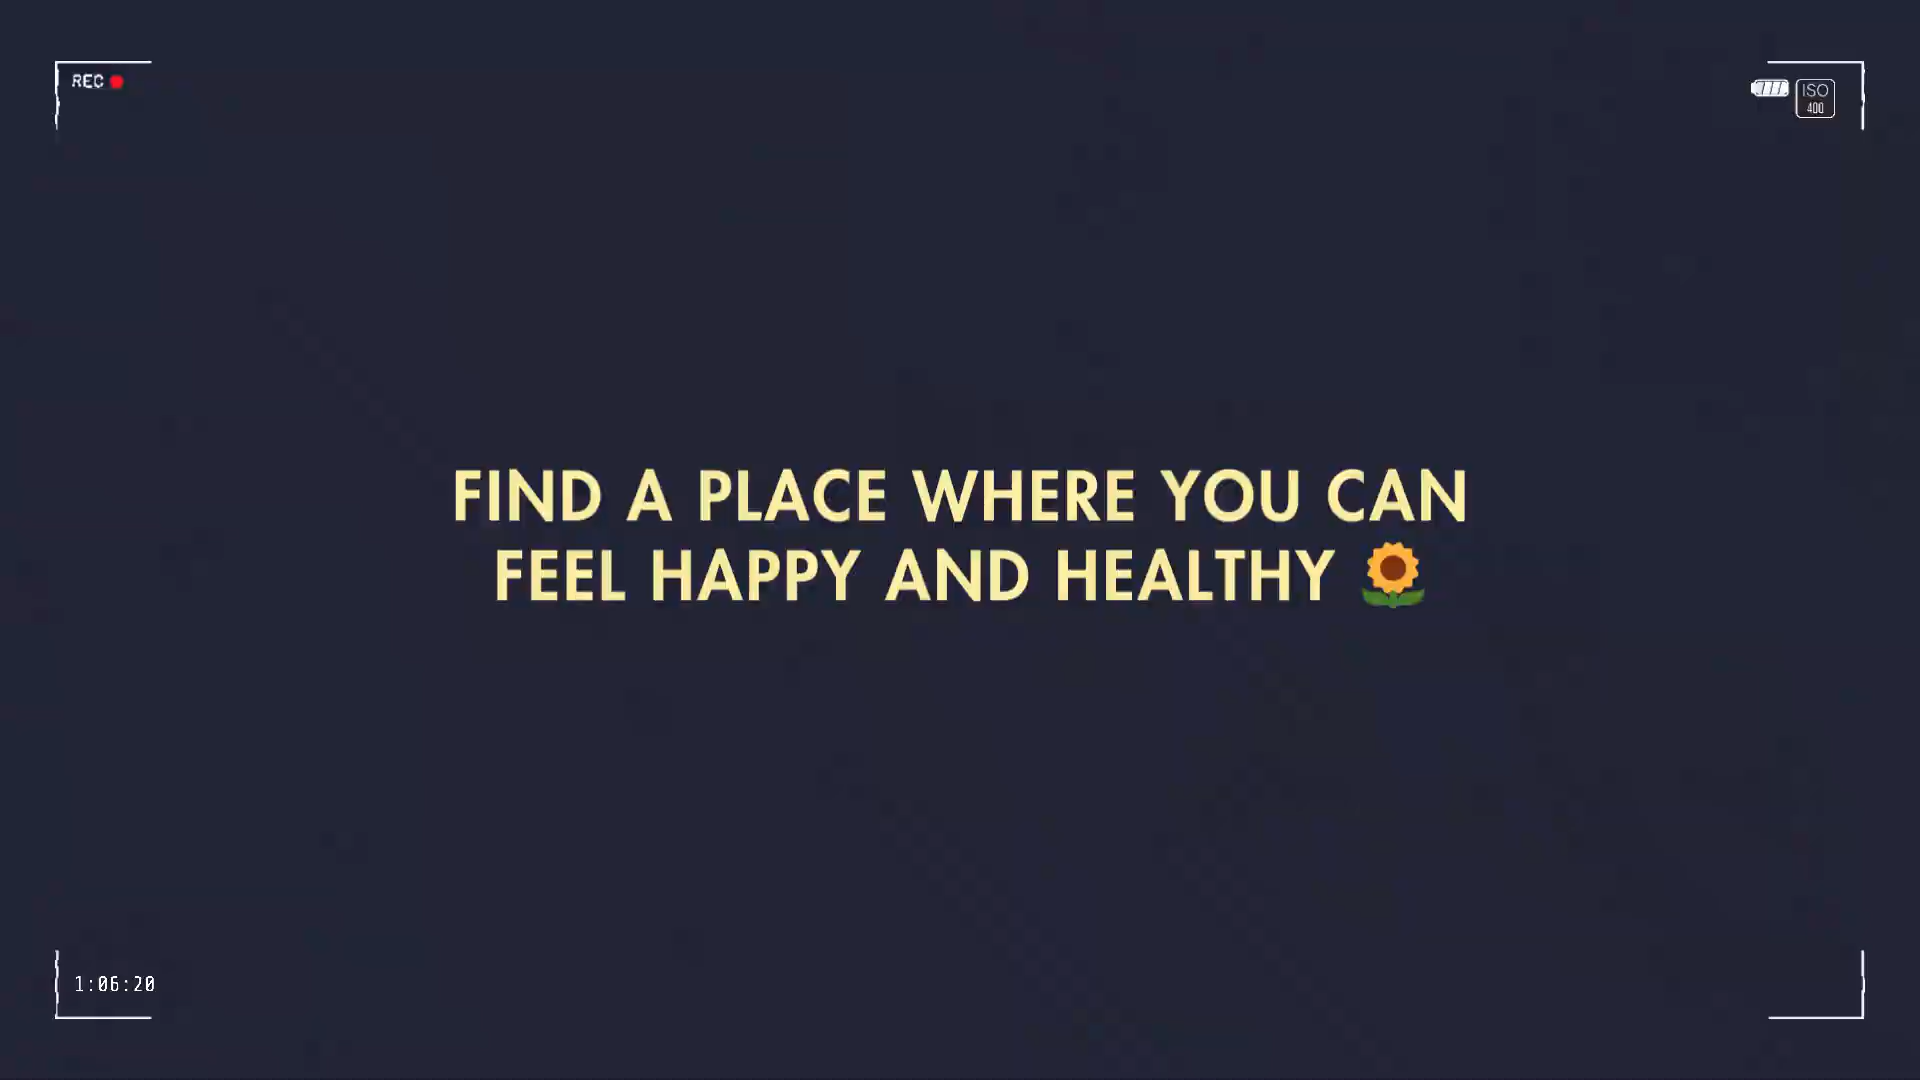 REC
ISO
400
FIND A PLACE WHERE YOU CAN
FEEL HAPPY AND HEALTHY 🌻
1:06:20